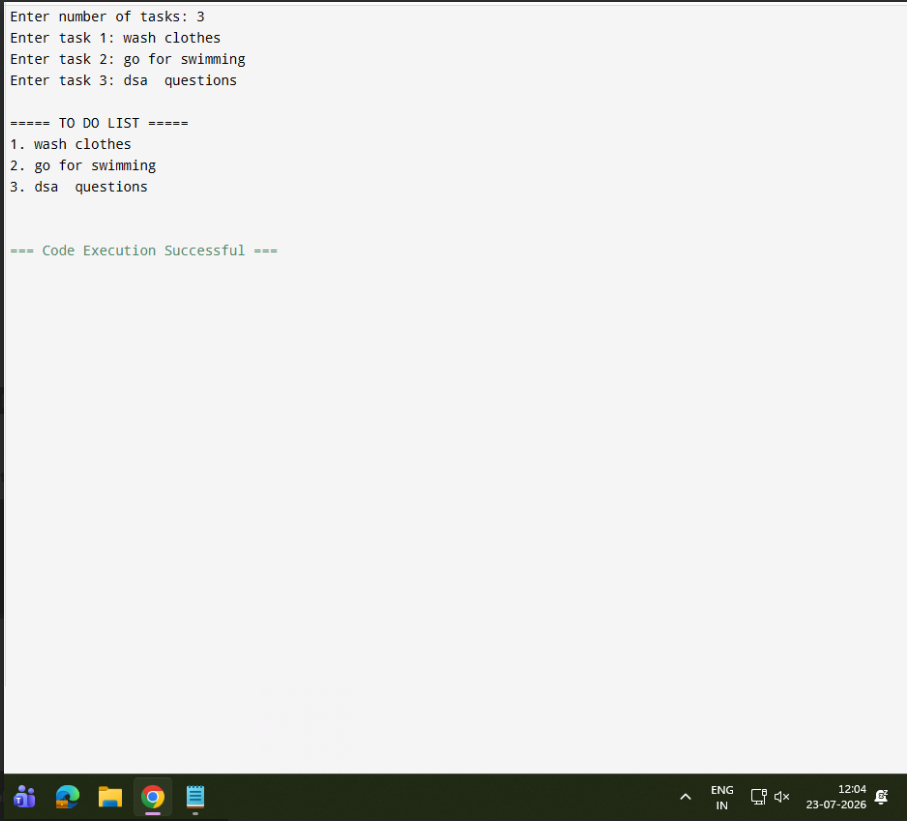 Enter number of tasks: 3
Enter task 1: wash clothes
Enter task 2: go for swimming
Enter task 3: dsa  questions
===== TO DO LIST =====
1. wash clothes
2. go for swimming
3. dsa  questions
=== Code Execution Successful ===
ENG
IN
12:04
23-07-2026